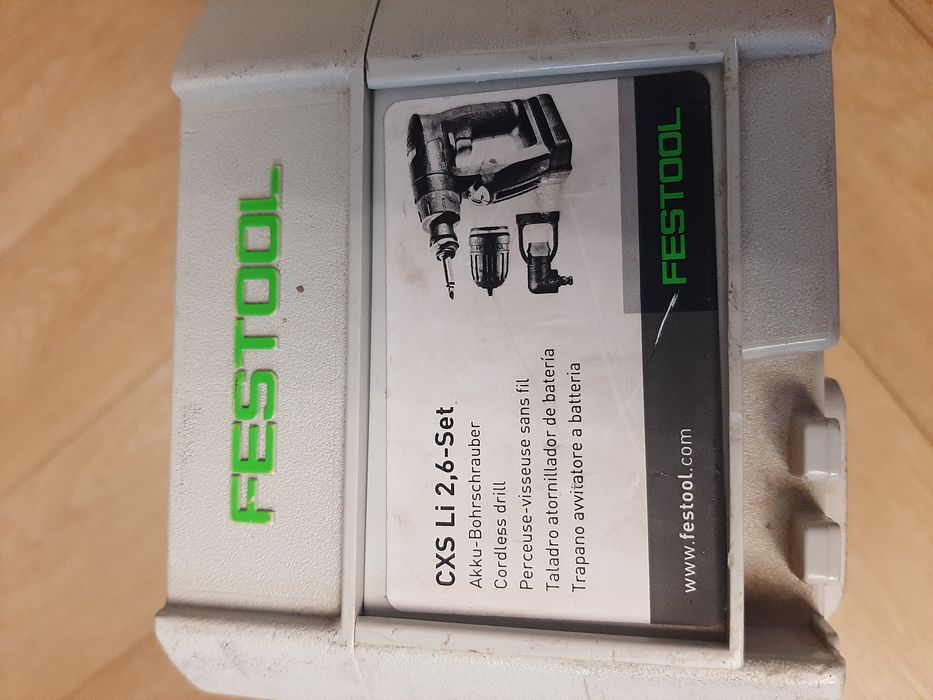 FESTOOL
FESTOOL
CXS Li 2,6-Set
Akku-Bohrschrauber
Cordless drill
Perceuse-visseuse sans fil
Taladro atornillador de batería
Trapano avvitatore a batteria
www.festool.com